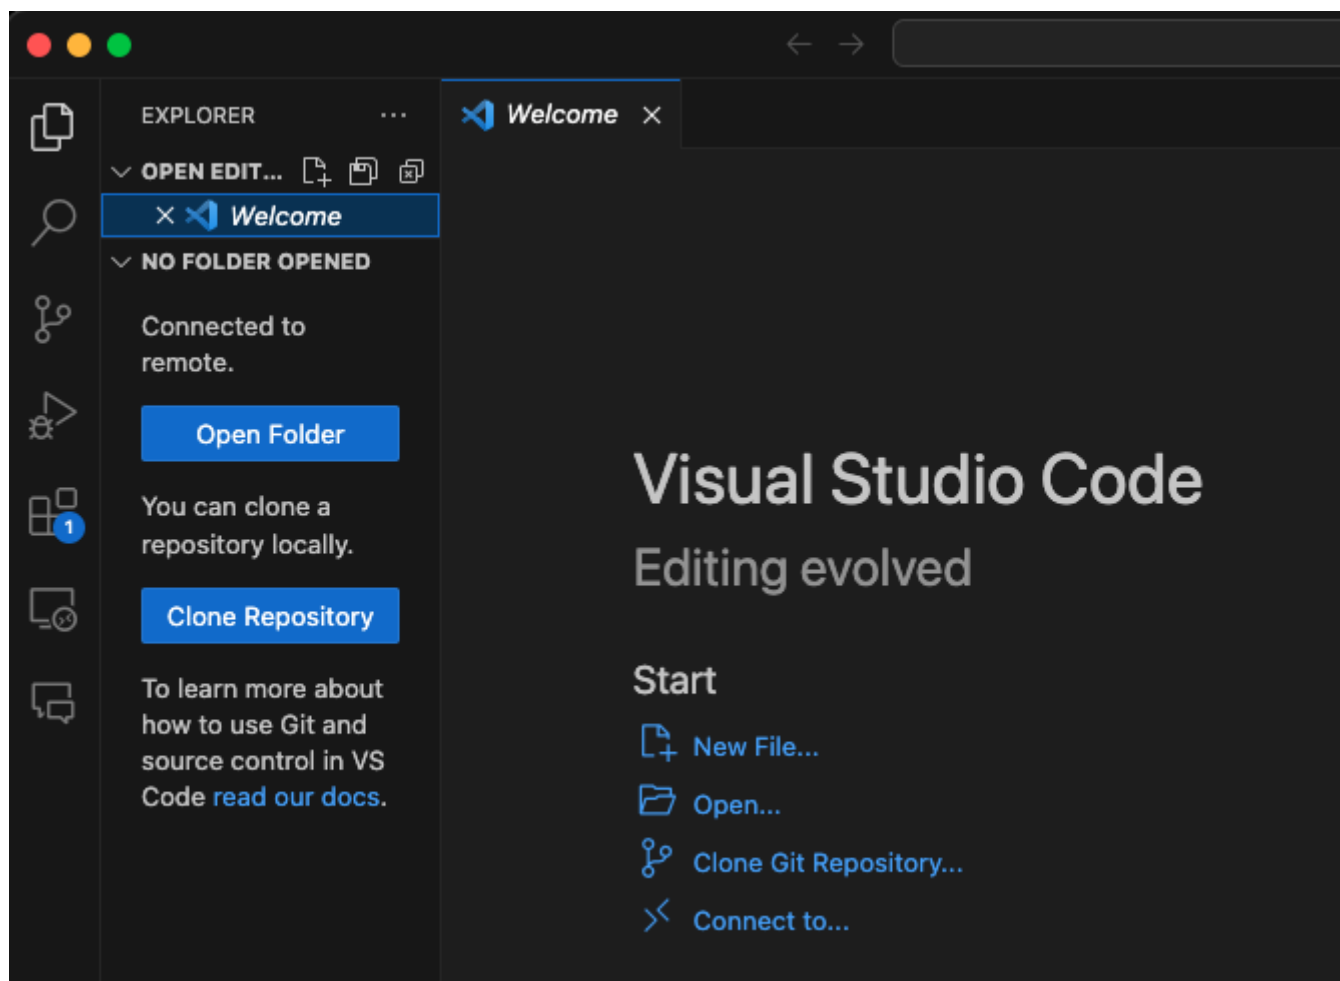 EXPLORER
Welcome
OPEN EDIT...
Welcome
NO FOLDER OPENED
Connected to
remote.
Open Folder
You can clone a
repository locally.
1
Clone Repository
To learn more about
how to use Git and
source control in VS
Code read our docs.
Visual Studio Code
Editing evolved
Start
New File...
Open...
Clone Git Repository...
Connect to...